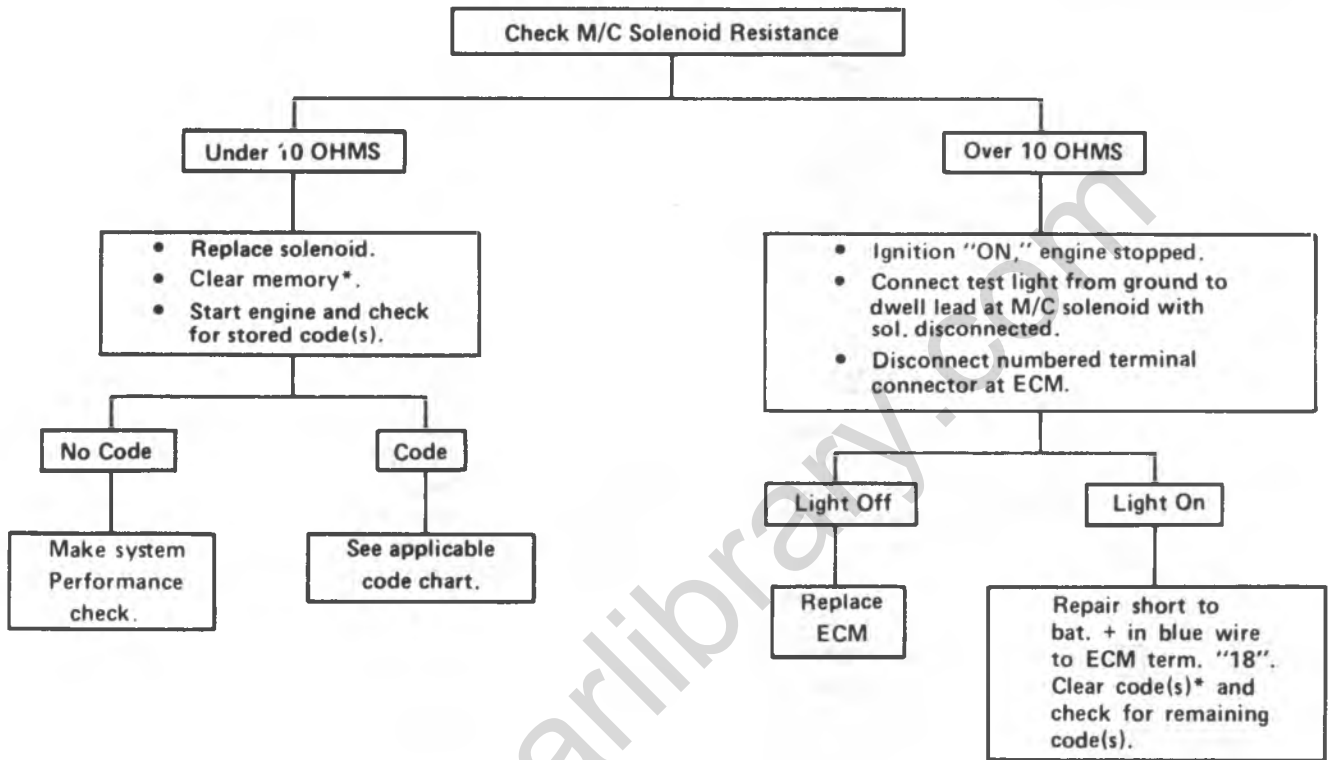 Check M/C Solenoid Resistance
Under 10 OHMS
Over 10 OHMS
• Replace solenoid.
• Clear memory*.
• Start engine and check
for stored code(s).
• Ignition "ON," engine stopped.
• Connect test light from ground to
dwell lead at M/C solenoid with
sol. disconnected.
• Disconnect numbered terminal
connector at ECM.
No Code
Code
Light Off
Light On
Make system
Performance
check.
See applicable
code chart.
Replace
ECM
Repair short to
bat. + in blue wire
to ECM term. "18".
Clear code(s)* and
check for remaining
code(s).
arlibrary.com